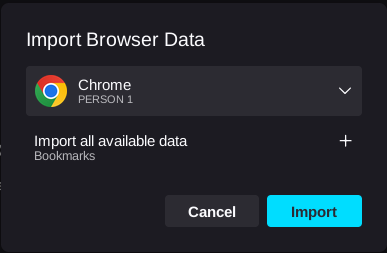 Import Browser Data
Chrome
PERSON 1
Import all available data
Bookmarks
Cancel
Import